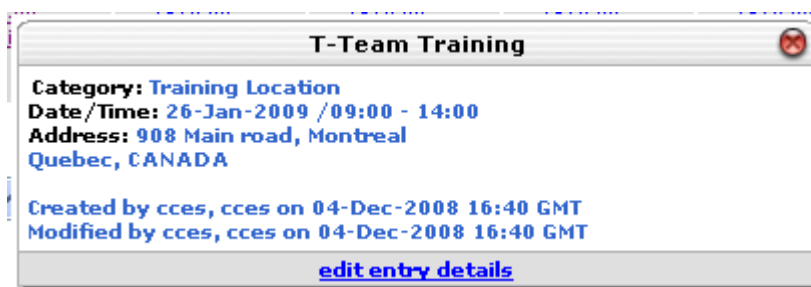 T-Team Training
Category: Training Location
Date/Time: 26-Jan-2009 /09:00 - 14:00
Address: 908 Main road, Montreal
Quebec, CANADA
Created by cces, cces on 04-Dec-2008 16:40 GMT
Modified by cces, cces on 04-Dec-2008 16:40 GMT
edit entry details